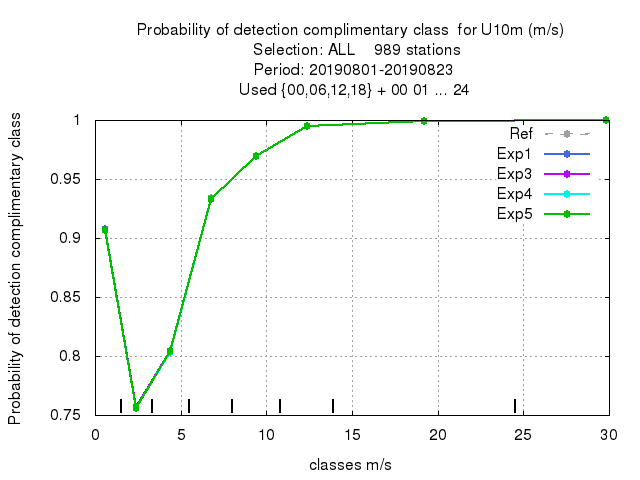 Probability of detection complimentary class  for U10m (m/s)
Selection: ALL    989 stations
Period: 20190801-20190823
Used {00,06,12,18} + 00 01 ... 24
Probability of detection complimentary class
1
0.95
0.9
0.85
0.8
0.75
Ref
Exp1
Exp3
Exp4
Exp5
0 5 10 15 20 25 30
classes m/s